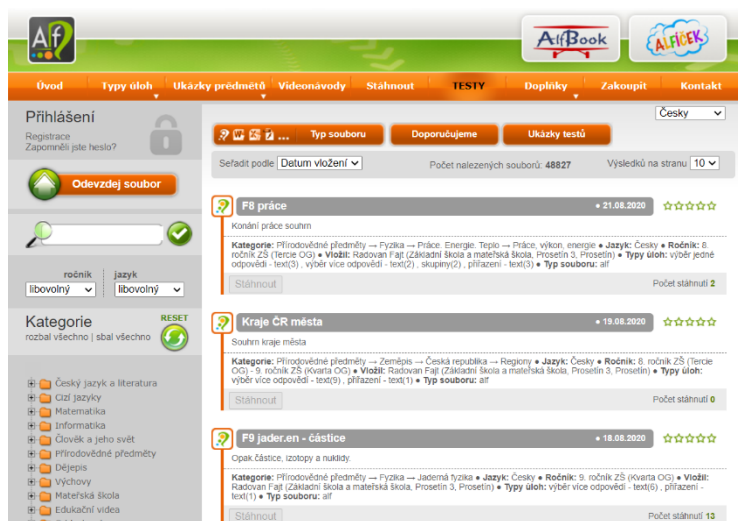 Alf
AlfBook
ALFÍČEK
Úvod Typy úloh Ukázky předmětů Videonávody Stáhnout TESTY Doplňky Zakoupit Kontakt
Česky
Přihlášení
Registrace
Zapomněli jste heslo?
Odevzdej soubor
ročník jazyk
libovolný libovolný
Kategorie RESET
rozbal všechno | sbal všechno
Český jazyk a literatura
Cizí jazyky
Matematika
Informatika
Člověk a jeho svět
Přírodovědné předměty
Dějepis
Výchovy
Mateřská škola
Edukační videa
... Typ souboru Doporučujeme Ukázky testů
Seřadit podle Datum vložení Počet nalezených souborů: 48827 Výsledků na stranu 10
F8 práce • 21.08.2020
Konání práce souhrn
Kategorie: Přírodovědné předměty → Fyzika → Práce. Energie. Teplo → Práce, výkon, energie • Jazyk: Česky • Ročník: 8.
ročník ZŠ (Tercie OG) • Vložil: Radovan Fajt (Základní škola a mateřská škola, Prosetín 3, Prosetín) • Typy úloh: výběr jedné
odpovědi - text(3) , výběr více odpovědí - text(2) , skupiny(2) , přiřazení - text(3) • Typ souboru: alf
Stáhnout Počet stáhnutí 2
Kraje ČR města • 19.08.2020
Souhrn kraje města
Kategorie: Přírodovědné předměty → Zeměpis → Česká republika → Regiony • Jazyk: Česky • Ročník: 8. ročník ZŠ (Tercie
OG) - 9. ročník ZŠ (Kvarta OG) • Vložil: Radovan Fajt (Základní škola a mateřská škola, Prosetín 3, Prosetín) • Typy úloh:
výběr více odpovědí - text(9) , přiřazení - text(1) • Typ souboru: alf
Stáhnout Počet stáhnutí 0
F9 jader.en - částice • 18.08.2020
Opak.částice, izotopy a nuklidy.
Kategorie: Přírodovědné předměty → Fyzika → Jaderná fyzika • Jazyk: Česky • Ročník: 9. ročník ZŠ (Kvarta OG) • Vložil:
Radovan Fajt (Základní škola a mateřská škola, Prosetín 3, Prosetín) • Typy úloh: výběr více odpovědí - text(6) , přiřazení -
text(1) • Typ souboru: alf
Stáhnout Počet stáhnutí 13